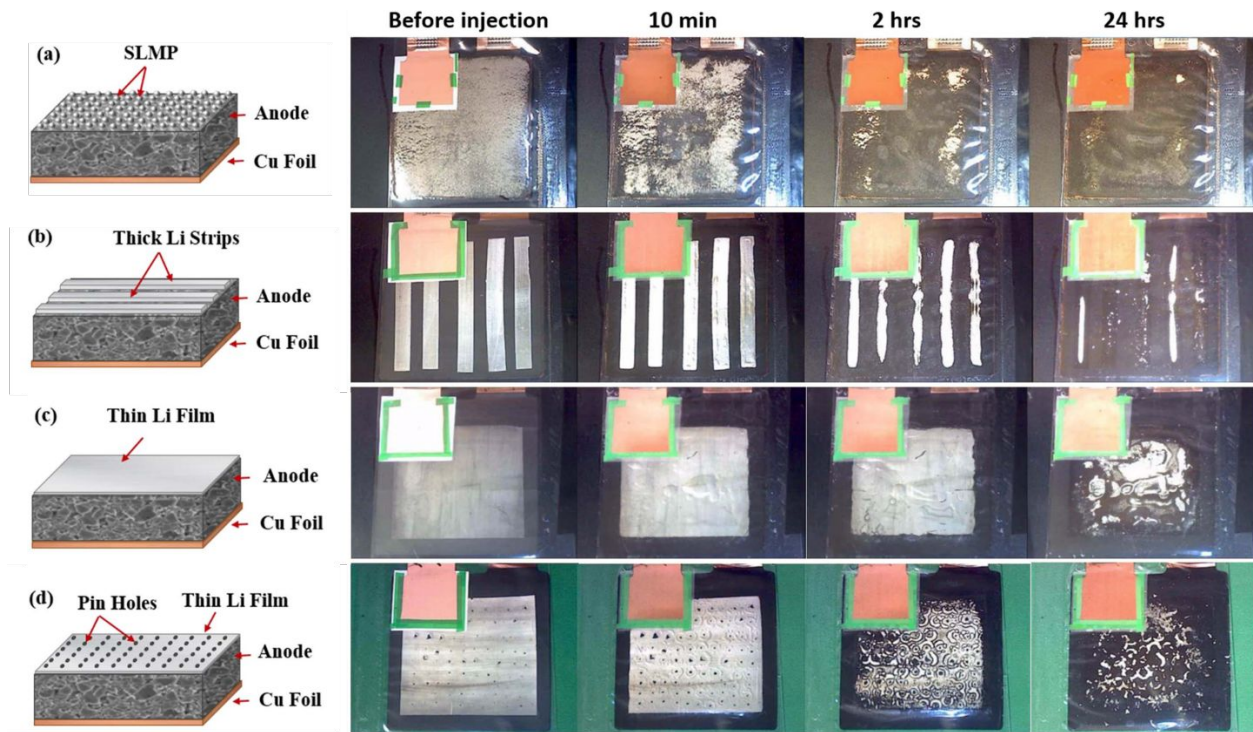 Before injection
10 min
2 hrs
24 hrs
(a)
SLMP
Anode
Cu Foil
(b)
Thick Li Strips
Anode
Cu Foil
(c)
Thin Li Film
Anode
Cu Foil
(d)
Pin Holes
Thin Li Film
Anode
Cu Foil